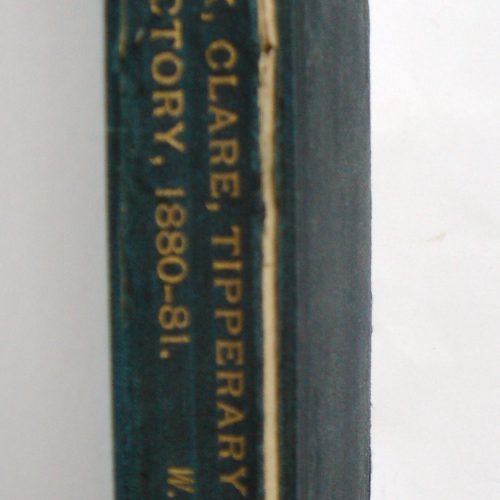 , CLARE, TIPPERARY
CTORY, 1880-81.
W.